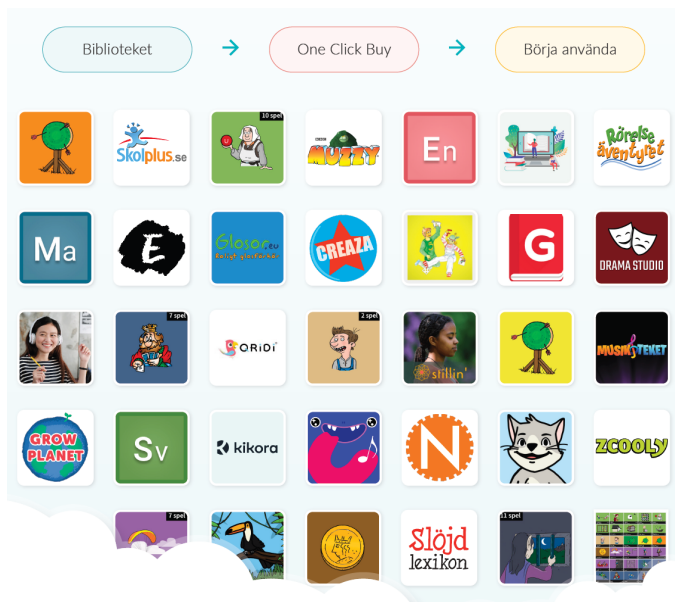 Biblioteket
One Click Buy
Börja använda
Skolplus.se
10 spel
MUZZY
En
Rörelse
äventyret
Ma
E
Glosor.eu
CREAZA
G
DRAMA STUDIO
7 spel
QRIDI
2 spel
stillin'
MUSIKTEKET
GROW
PLANET
Sv
kikora
N
ZCOOLY
7 spel
Slöjd
lexikon
11 spel